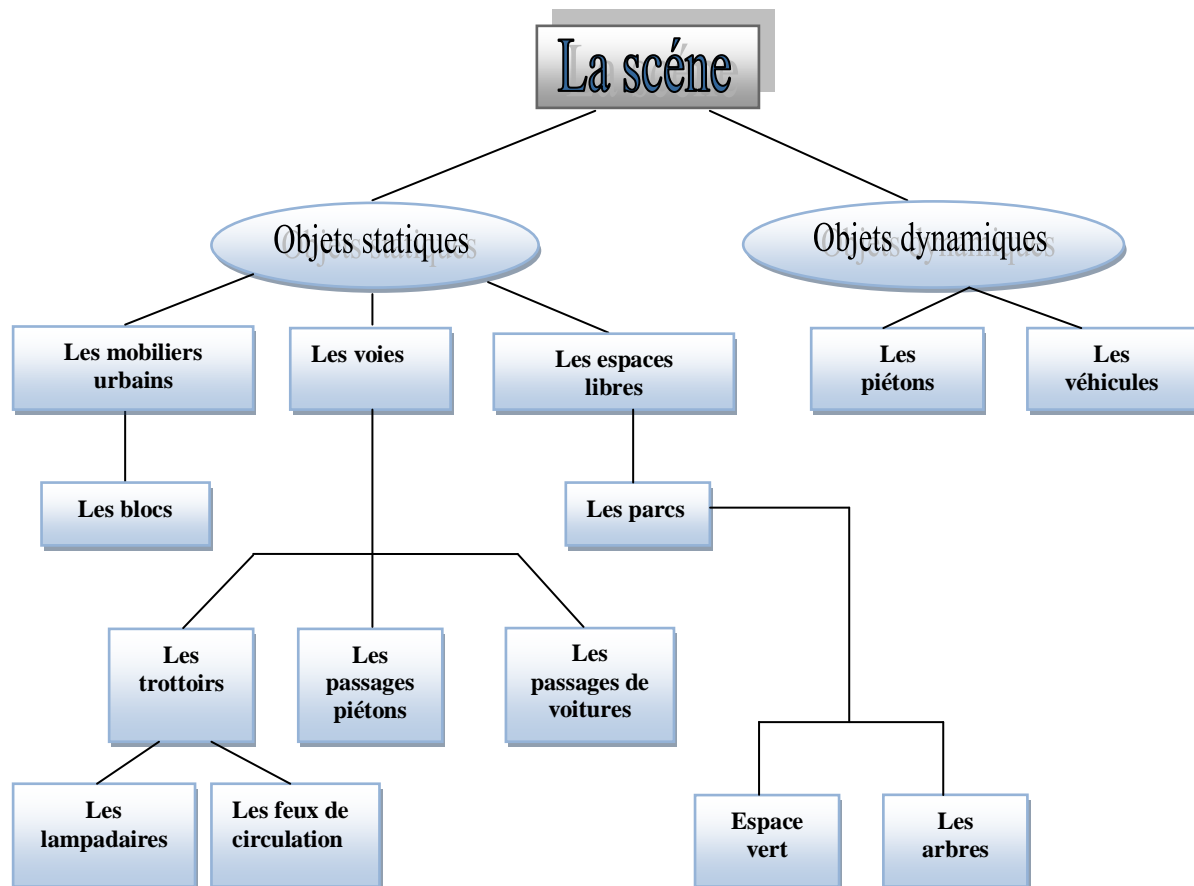 La scéne
Objets statiques
Objets dynamiques
Les mobiliers
urbains
Les voies
Les espaces
libres
Les
piétons
Les
véhicules
Les blocs
Les parcs
Les
trottoirs
Les
passages
piétons
Les
passages de
voitures
Les
lampadaires
Les feux de
circulation
Espace
vert
Les
arbres